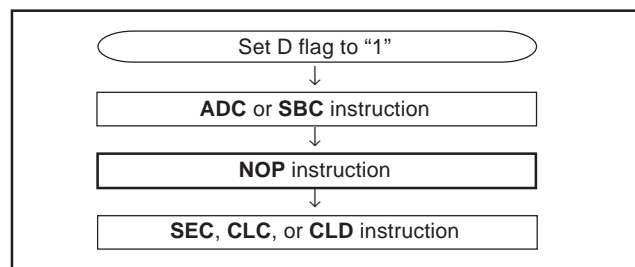 Set D flag to “1”
ADC or SBC instruction
NOP instruction
SEC, CLC, or CLD instruction